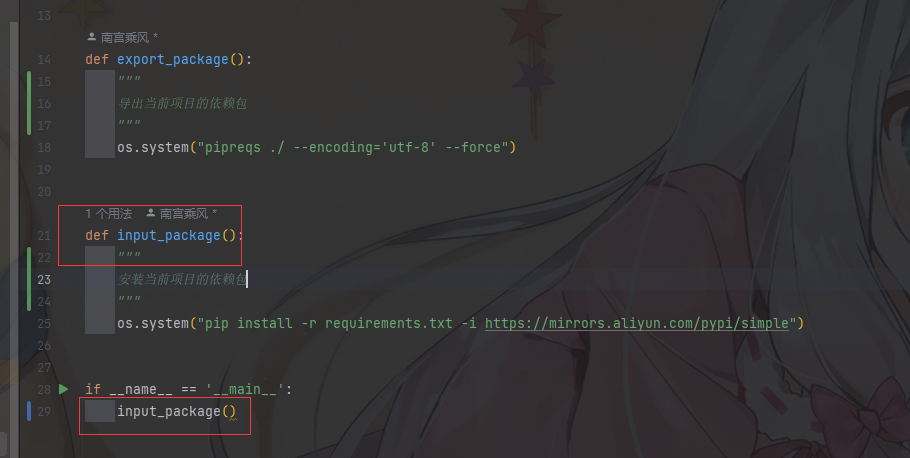 13
南宫乘风 *
14 def export_package():
15 """
16 导出当前项目的依赖包
17 """
18 os.system("pipreqs ./ --encoding='utf-8' --force")
19
20
1 个用法 南宫乘风 *
21 def input_package():
22 """
23 安装当前项目的依赖包
24 """
25 os.system("pip install -r requirements.txt -i https://mirrors.aliyun.com/pypi/simple")
26
27
28 if __name__ == '__main__':
29 input_package()